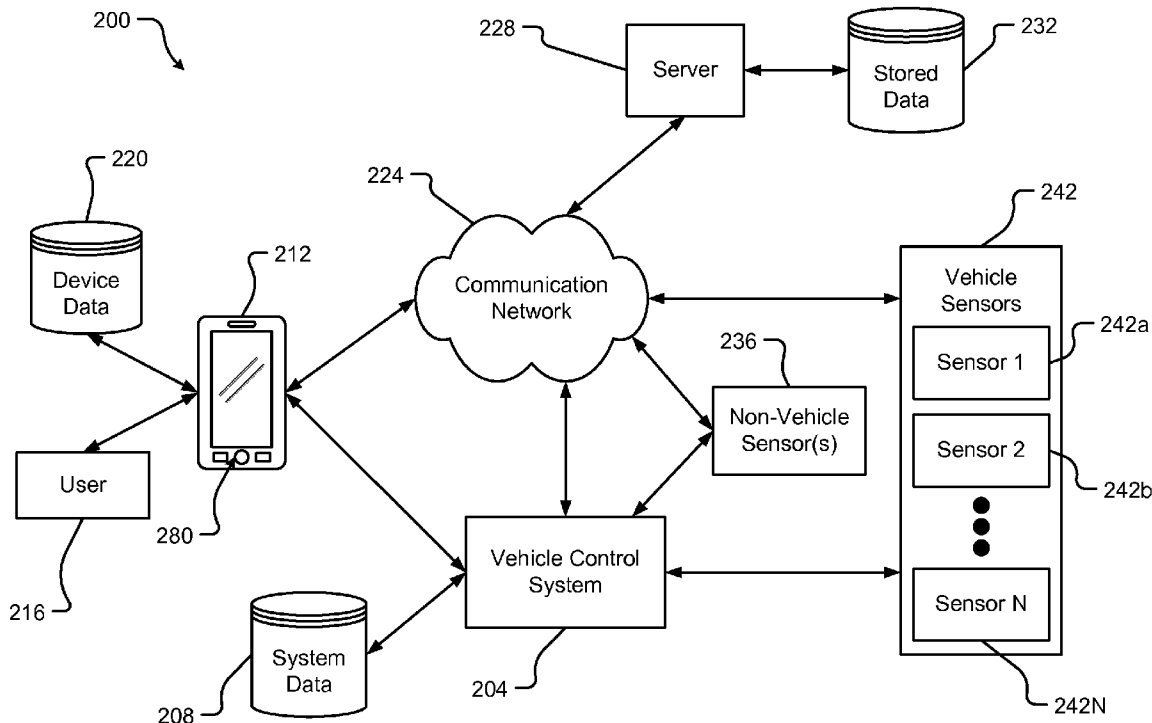 200
228
Server
Stored
Data
232
220
224
242
Device
Data
212
Communication
Network
Vehicle
Sensors
242a
Sensor 1
236
Non-Vehicle
Sensor(s)
Sensor 2
242b
User
280
Vehicle Control
System
216
Sensor N
System
Data
208
204
242N